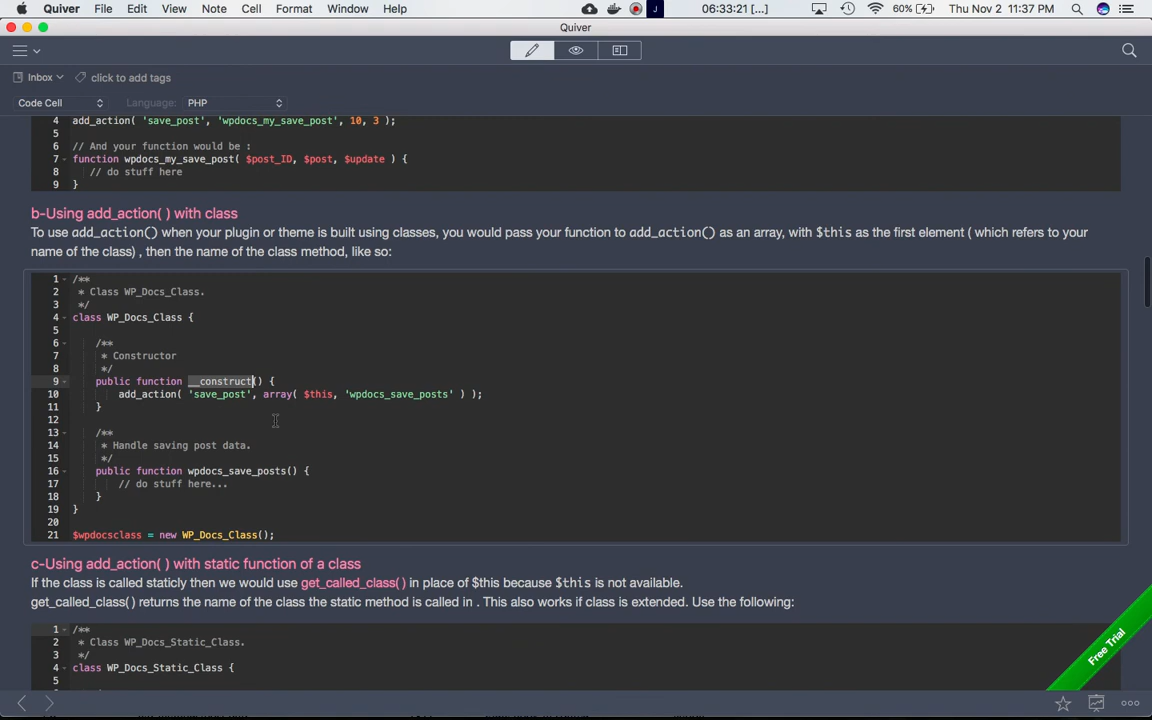 Quiver File Edit View Note Cell Format Window Help J 06:33:21 [...] 60% Thu Nov 2 11:37 PM
Quiver
Inbox click to add tags
Code Cell Language: PHP
4 add_action( 'save_post', 'wpdocs_my_save_post', 10, 3 );
5
6 // And your function would be :
7 function wpdocs_my_save_post( $post_ID, $post, $update ) {
8 // do stuff here
9 }
b-Using add_action( ) with class
To use add_action() when your plugin or theme is built using classes, you would pass your function to add_action() as an array, with $this as the first element ( which refers to your
name of the class) , then the name of the class method, like so:
1 /**
2 * Class WP_Docs_Class.
3 */
4 class WP_Docs_Class {
5
6 /**
7 * Constructor
8 */
9 public function __construct() {
10 add_action( 'save_post', array( $this, 'wpdocs_save_posts' ) );
11 }
12
13 /**
14 * Handle saving post data.
15 */
16 public function wpdocs_save_posts() {
17 // do stuff here...
18 }
19 }
20
21 $wpdocsclass = new WP_Docs_Class();
c-Using add_action( ) with static function of a class
If the class is called staticly then we would use get_called_class( ) in place of $this because $this is not available.
get_called_class( ) returns the name of the class the static method is called in . This also works if class is extended. Use the following:
1 /**
2 * Class WP_Docs_Static_Class.
3 */
4 class WP_Docs_Static_Class {
5
Free Trial